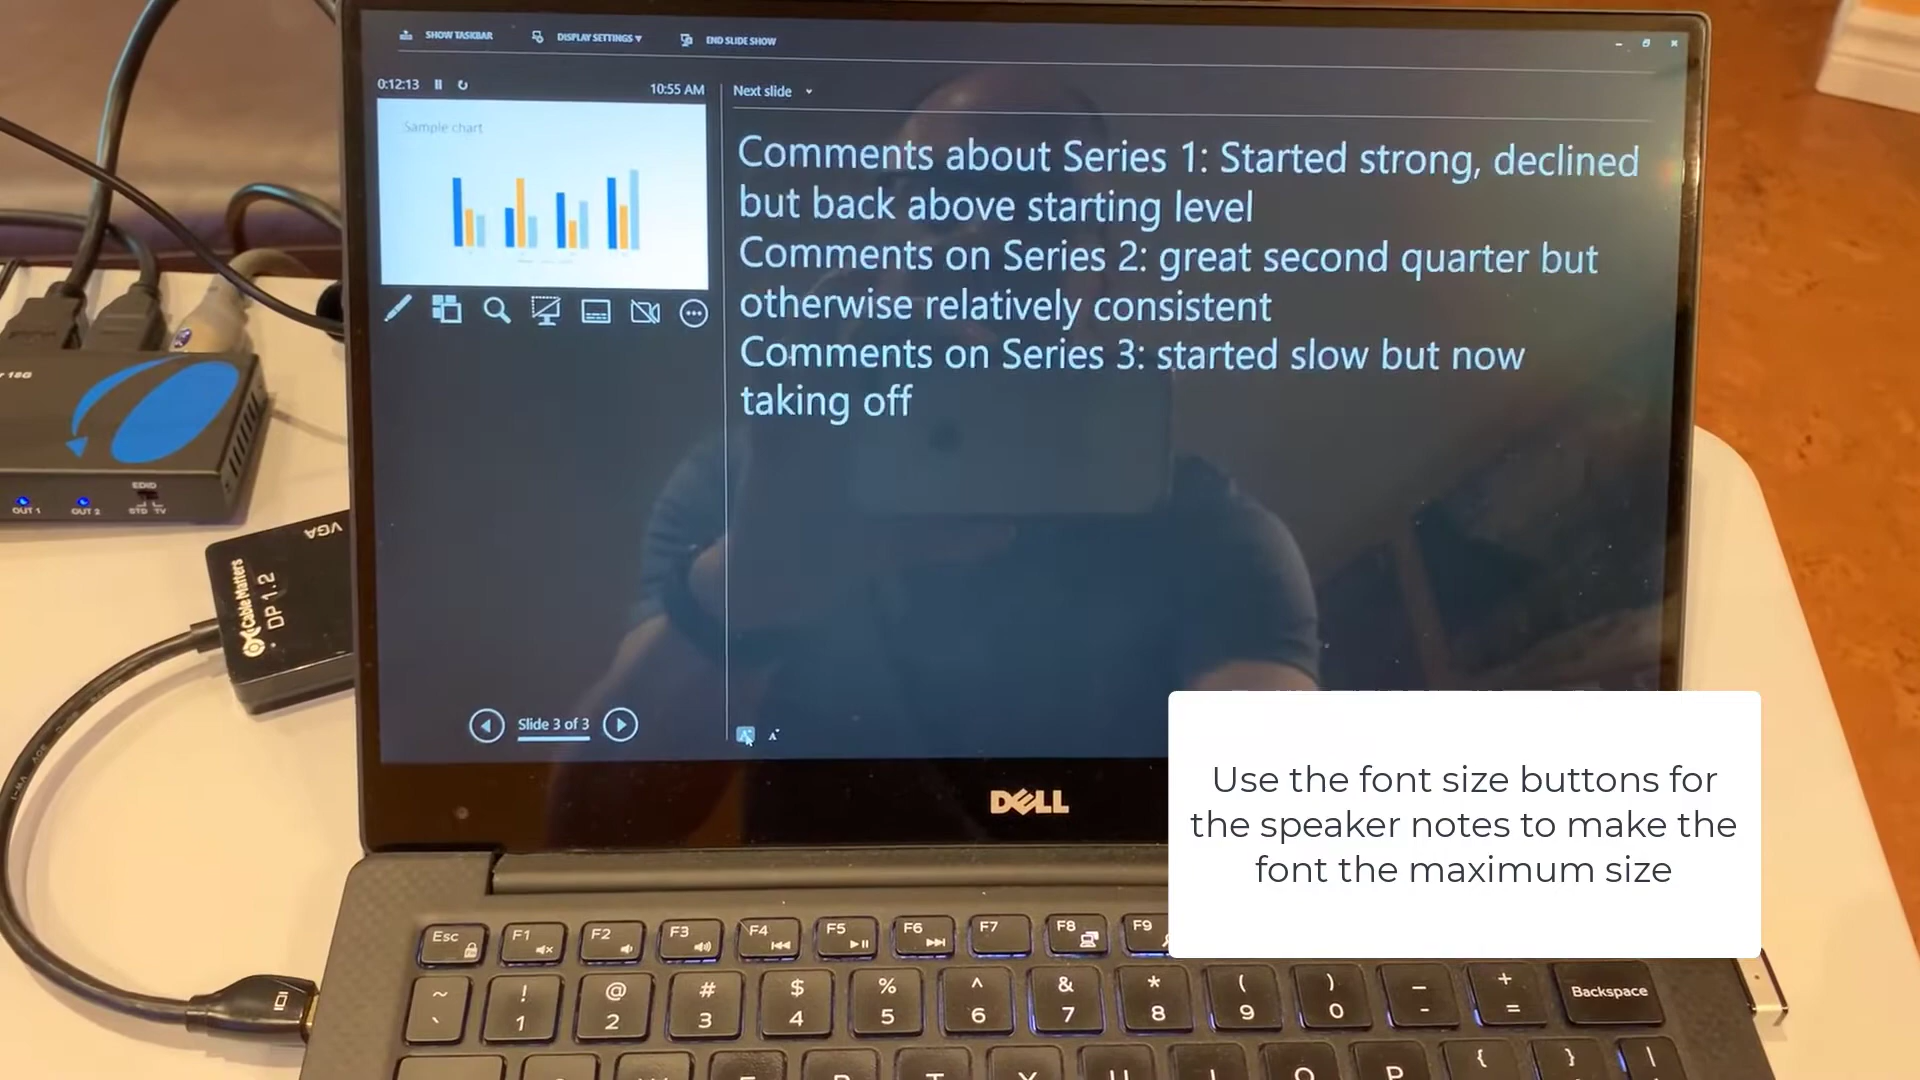 SHOW TASKBAR
DISPLAY SETTINGS ▾
END SLIDE SHOW
0:12:13
10:55 AM
Next slide
Sample chart
Comments about Series 1: Started strong, declined
but back above starting level
Comments on Series 2: great second quarter but
otherwise relatively consistent
Comments on Series 3: started slow but now
taking off
Slide 3 of 3
18G
EDID
OUT 1
OUT 2
STD TV
VGA
Cable Matters
DP 1.2
DELL
Use the font size buttons for
the speaker notes to make the
font the maximum size
Esc F1 F2 F3 F4 F5 F6 F7 F8 F9
~ ! @ # $ % ^ & * ( ) _ +
` 1 2 3 4 5 6 7 8 9 0 - = Backspace
{ } |